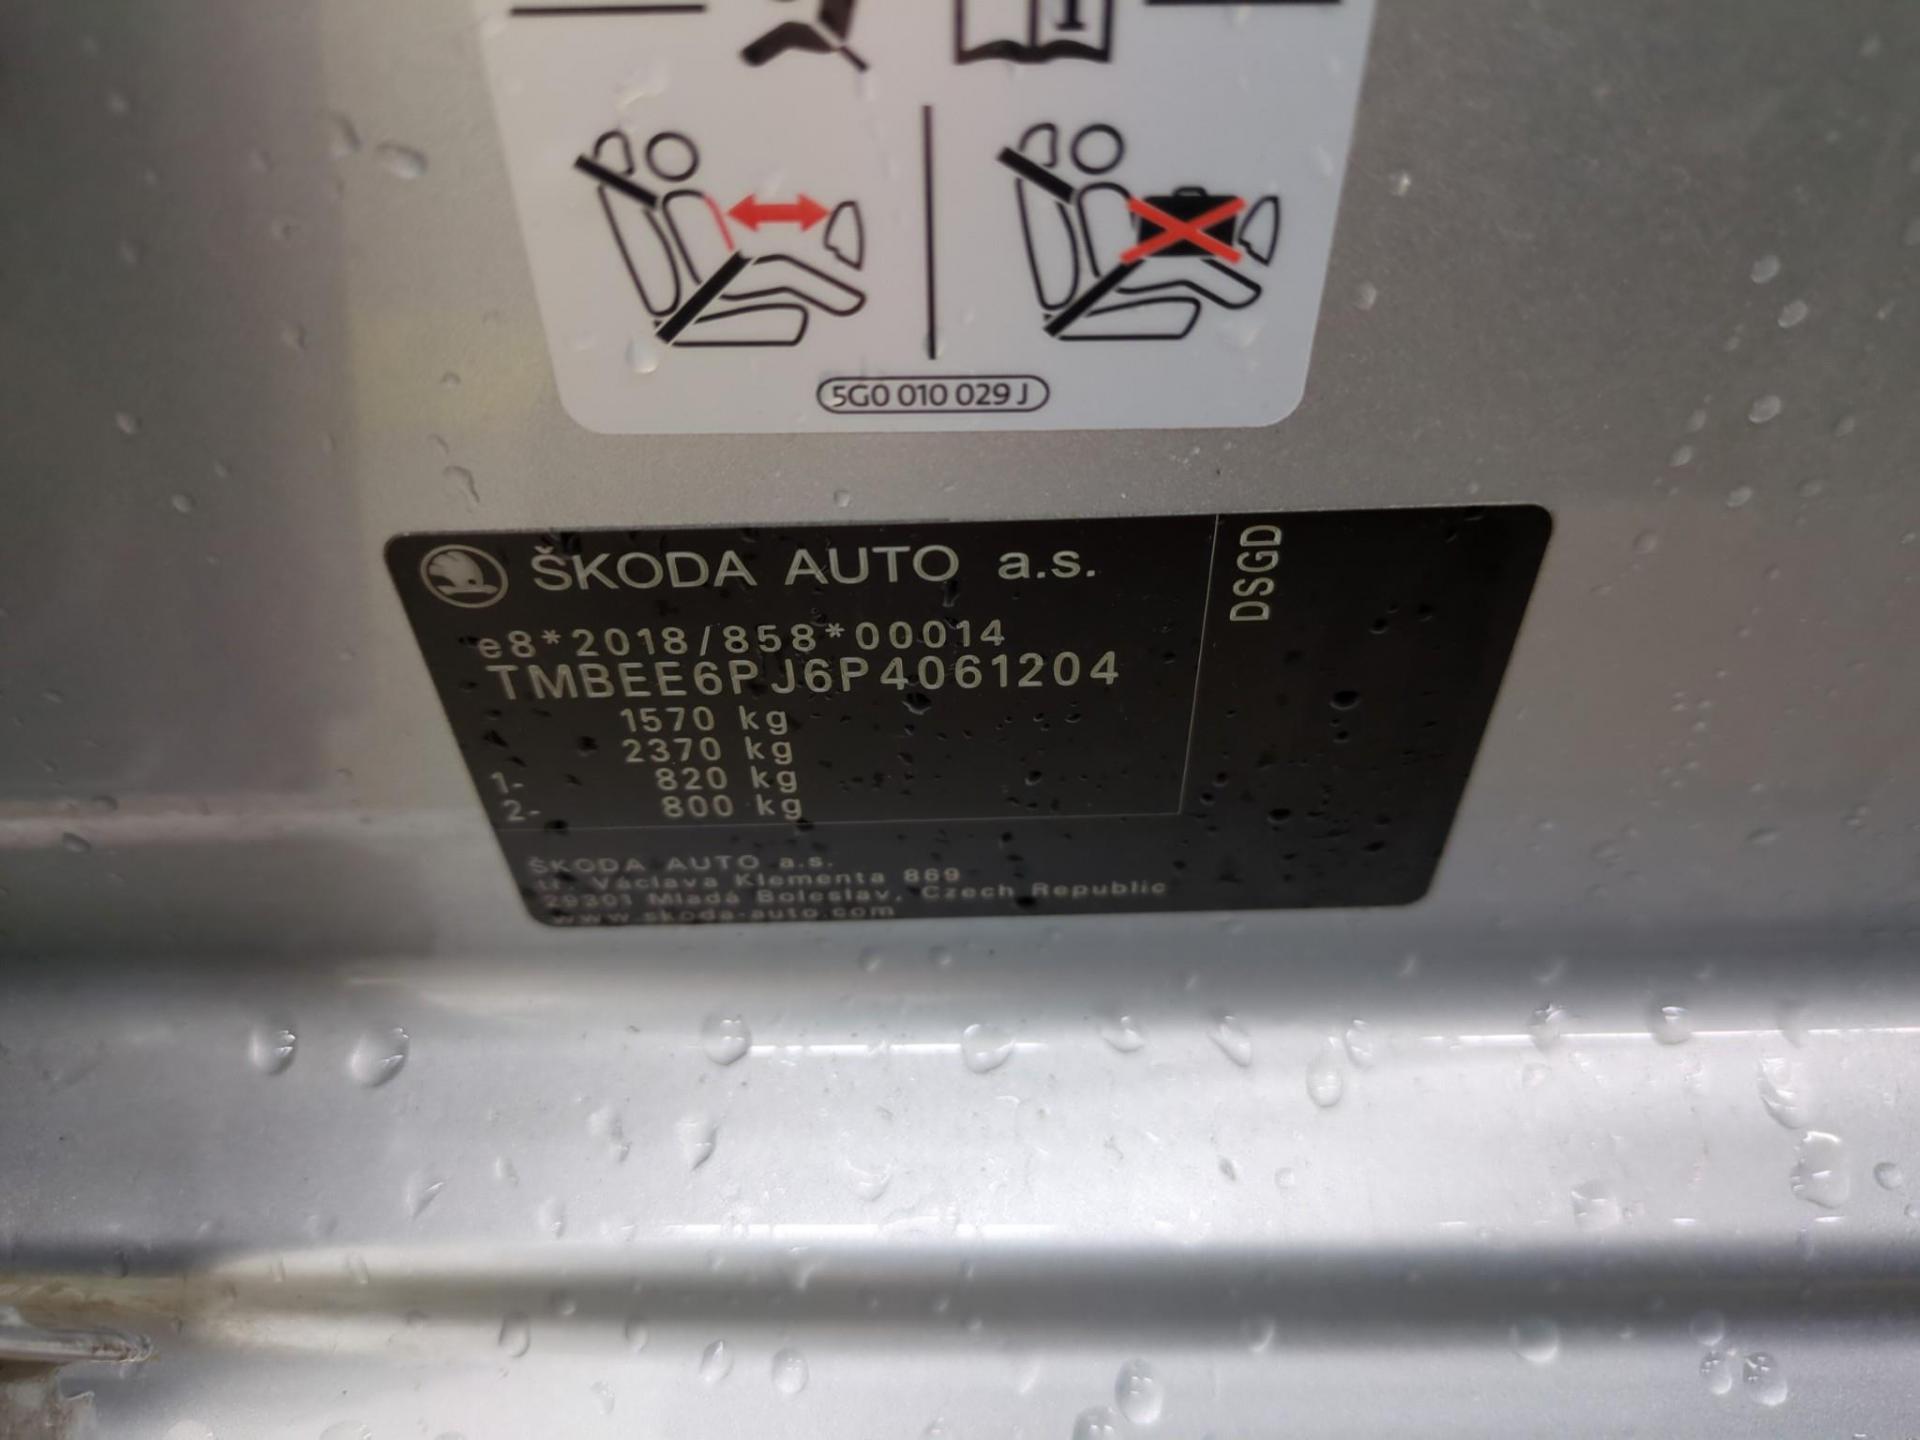 5G0 010 029 J
ŠKODA AUTO a.s.
DSGD
e8*2018/858*00014
TMBEE6PJ6P4061204
1570 kg
2370 kg
1- 820 kg
2- 800 kg
ŠKODA AUTO a.s.
tř. Václava Klementa 869
29301 Mladá Boleslav, Czech Republic
www.skoda-auto.com